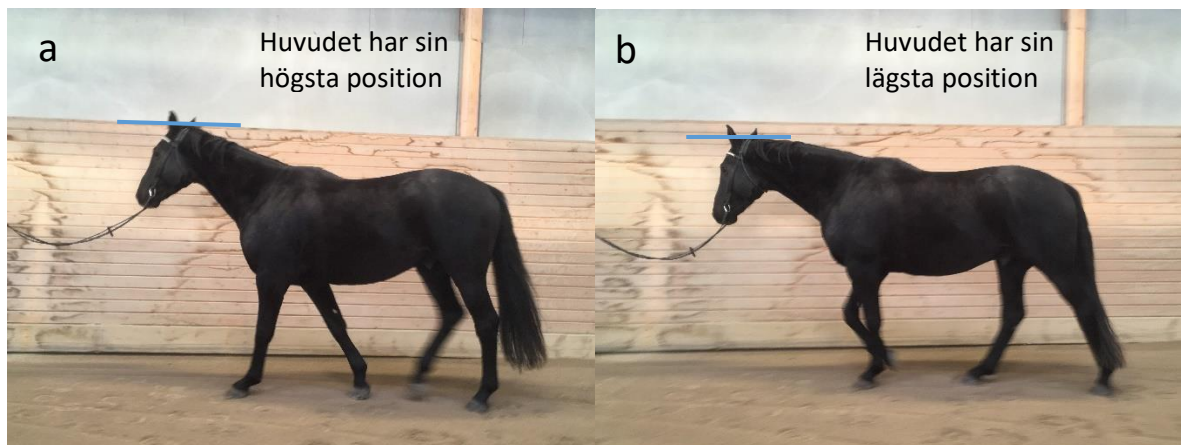 a
Huvudet har sin
högsta position
b
Huvudet har sin
lägsta position